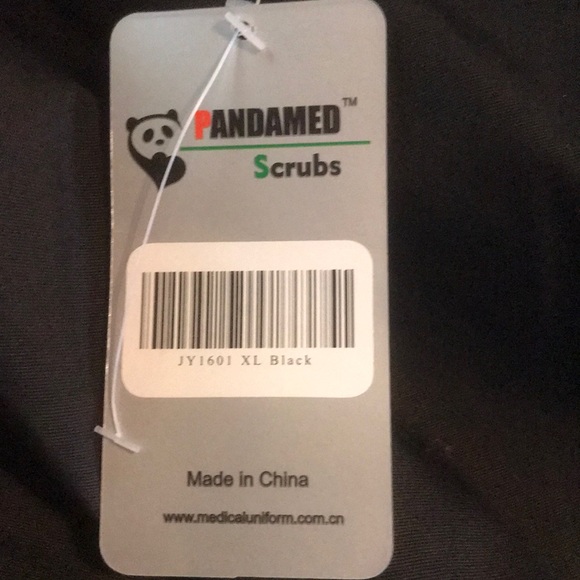 PANDAMED™
Scrubs
JY1601 XL Black
Made in China
www.medicaluniform.com.cn